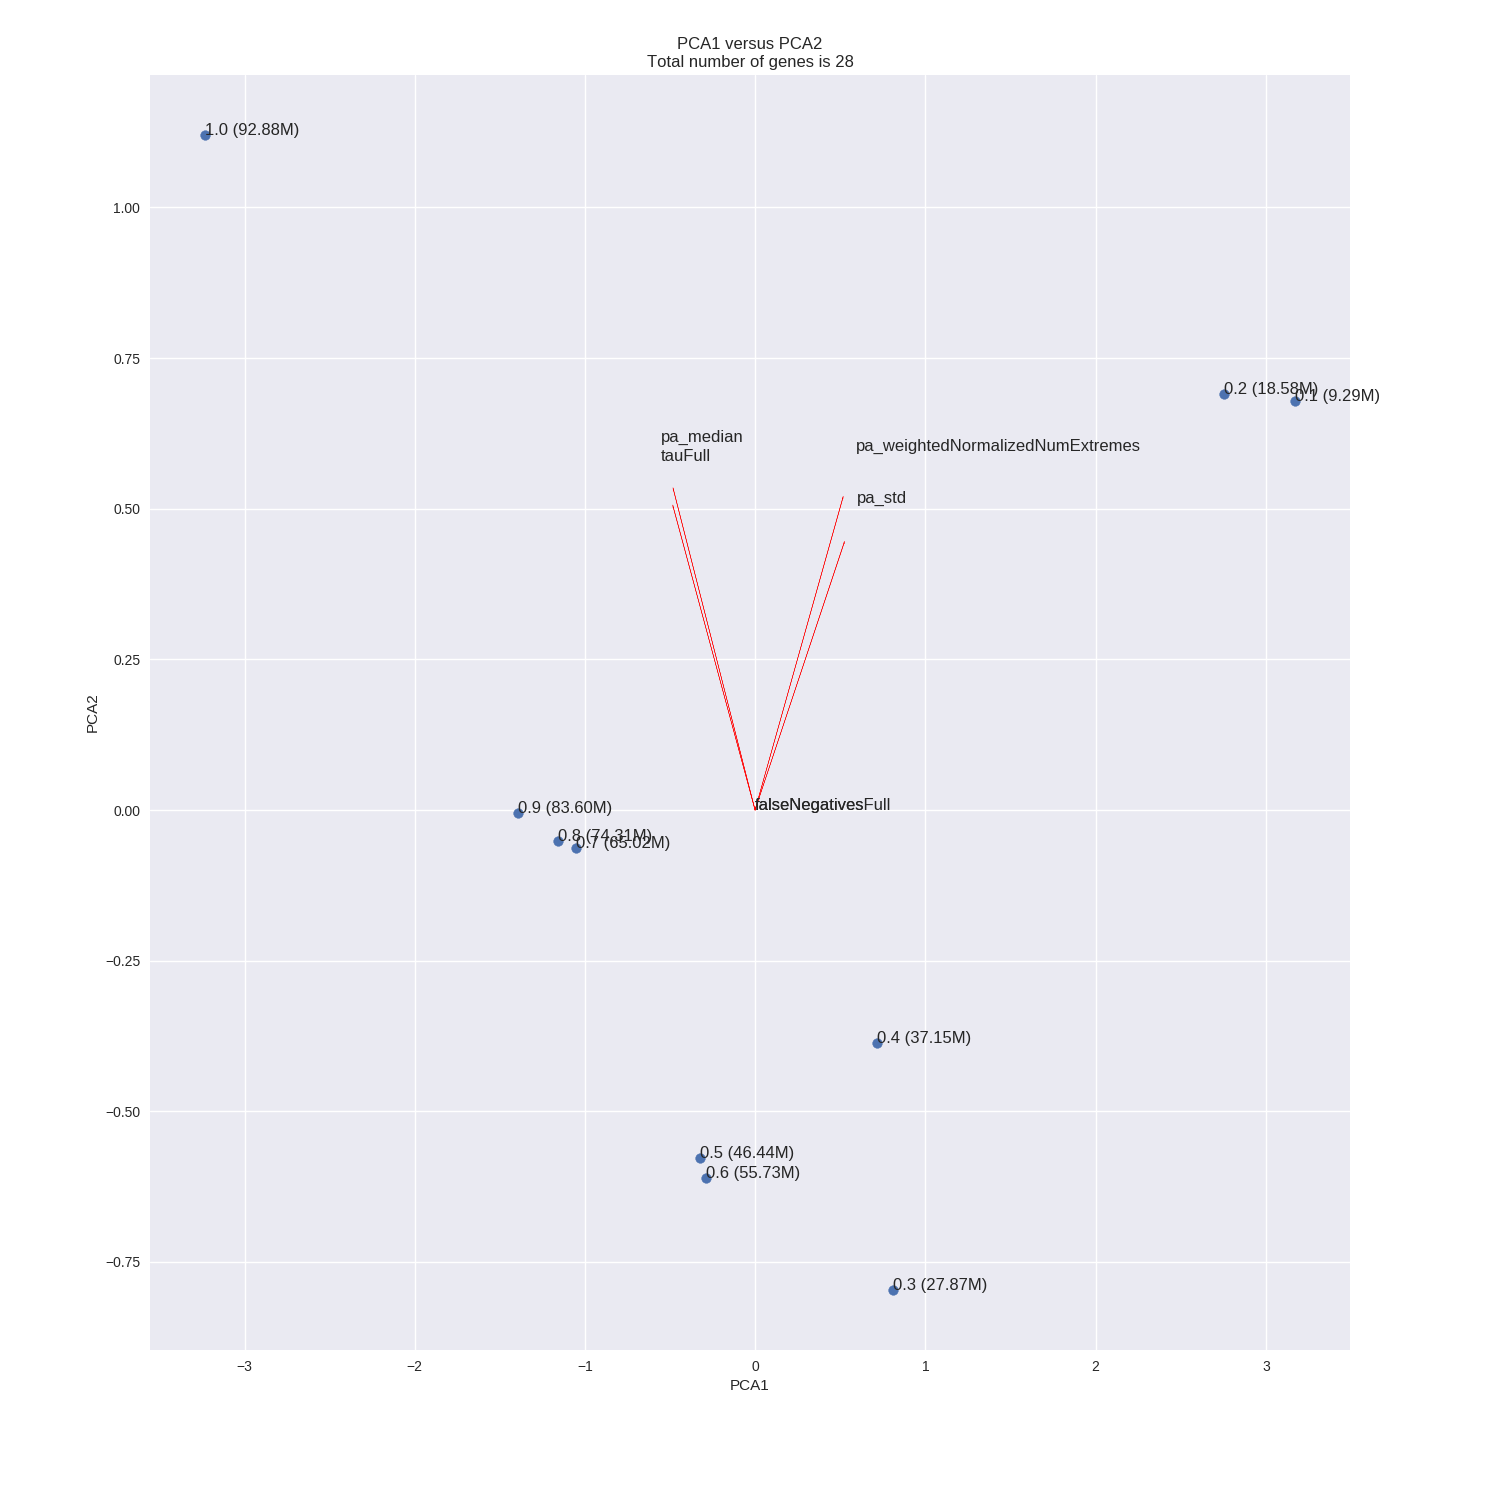 PCA1 versus PCA2
Total number of genes is 28
1.0 (92.88M)
1.00
0.75
0.2 (18.58M)
0.1 (9.29M)
pa_median
tauFull
pa_weightedNormalizedNumExtremes
pa_std
0.50
0.25
PCA2
0.00
falseNegativesFull
0.9 (83.60M)
0.8 (74.31M)
0.7 (65.02M)
−0.25
0.4 (37.15M)
−0.50
0.5 (46.44M)
0.6 (55.73M)
−0.75
0.3 (27.87M)
−3
−2
−1
0
1
2
3
PCA1